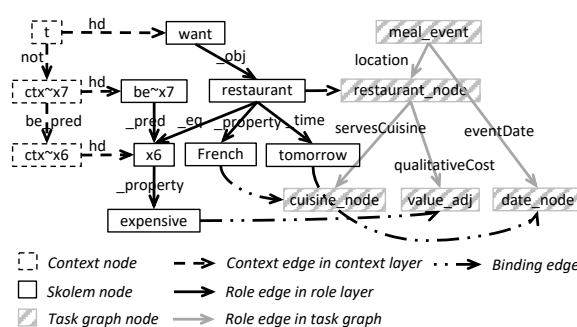 t hd want meal_event
not _obj location
ctx~x7 hd be~x7 restaurant restaurant_node
be_pred _pred _eq _property _time servesCuisine eventDate
ctx~x6 hd x6 French tomorrow qualitativeCost
_property cuisine_node value_adj date_node
expensive
Context node Context edge in context layer Binding edge
Skolem node Role edge in role layer
Task graph node Role edge in task graph